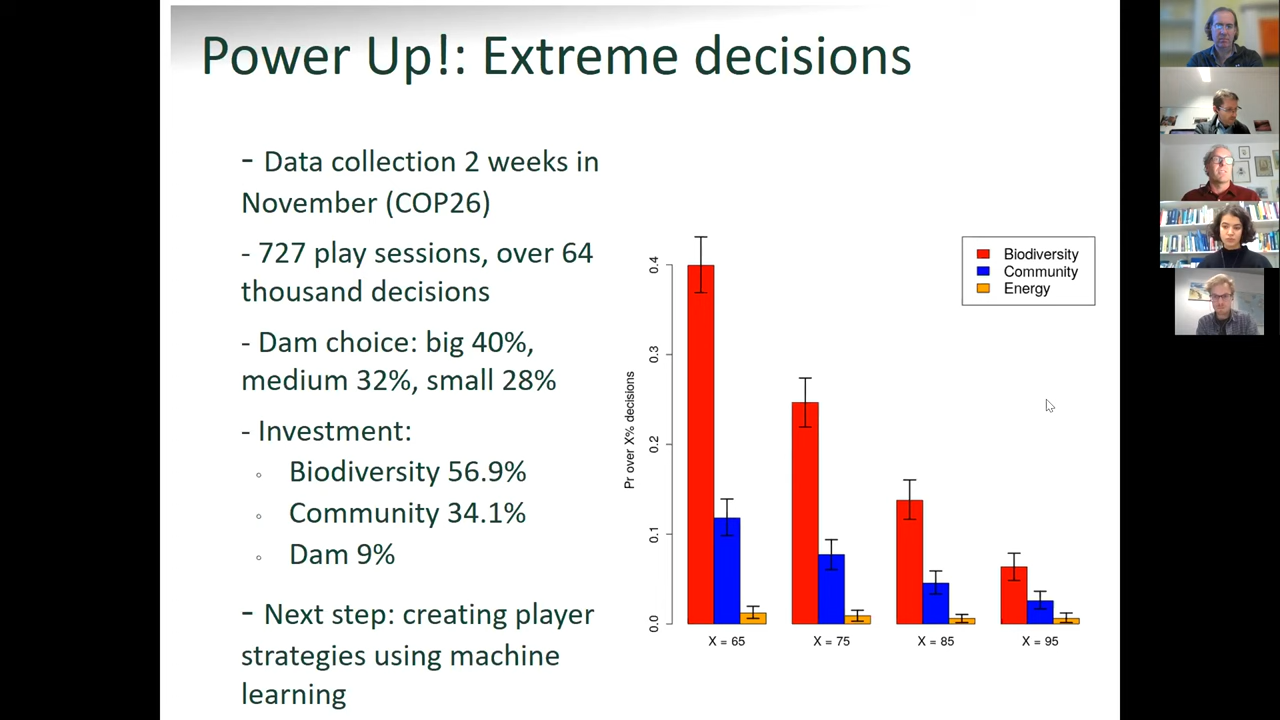 Power Up!: Extreme decisions
- Data collection 2 weeks in
November (COP26)
- 727 play sessions, over 64
thousand decisions
- Dam choice: big 40%,
medium 32%, small 28%
- Investment:
Biodiversity 56.9%
Community 34.1%
Dam 9%
- Next step: creating player
strategies using machine
learning
Biodiversity
Community
Energy
Pr over X% decisions
0.4
0.3
0.2
0.1
0.0
X = 65 X = 75 X = 85 X = 95